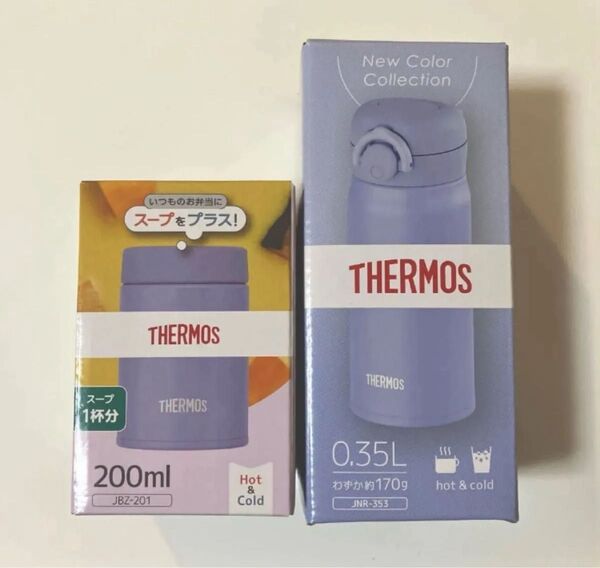 いつものお弁当に
スープをプラス!
THERMOS
THERMOS
スープ
1杯分
200ml
JBZ-201
Hot
&
Cold
New Color
Collection
THERMOS
THERMOS
0.35L
わずか約170g
JNR-353
hot & cold